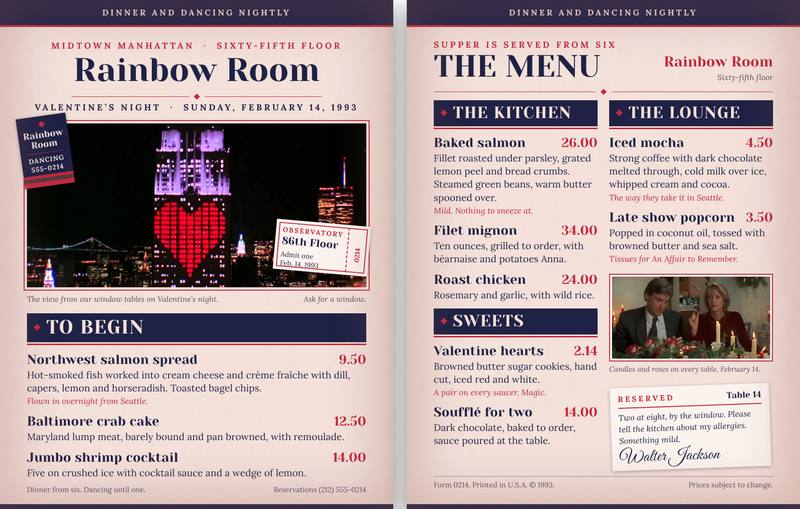 DINNER AND DANCING NIGHTLY
MIDTOWN MANHATTAN · SIXTY-FIFTH FLOOR
Rainbow Room
VALENTINE'S NIGHT · SUNDAY, FEBRUARY 14, 1993
Rainbow
Room
DANCING
555-0214
OBSERVATORY
86th Floor
Admit one
Feb. 14, 1993
0214
The view from our window tables on Valentine's night.
Ask for a window.
TO BEGIN
Northwest salmon spread 9.50
Hot-smoked fish worked into cream cheese and crème fraîche with dill,
capers, lemon and horseradish. Toasted bagel chips.
Flown in overnight from Seattle.
Baltimore crab cake 12.50
Maryland lump meat, barely bound and pan browned, with remoulade.
Jumbo shrimp cocktail 14.00
Five on crushed ice with cocktail sauce and a wedge of lemon.
Dinner from six. Dancing until one.
Reservations (212) 555-0214
DINNER AND DANCING NIGHTLY
SUPPER IS SERVED FROM SIX
THE MENU
Rainbow Room
Sixty-fifth floor
THE KITCHEN
Baked salmon 26.00
Fillet roasted under parsley, grated
lemon peel and bread crumbs.
Steamed green beans, warm butter
spooned over.
Mild. Nothing to sneeze at.
Filet mignon 34.00
Ten ounces, grilled to order, with
béarnaise and potatoes Anna.
Roast chicken 24.00
Rosemary and garlic, with wild rice.
SWEETS
Valentine hearts 2.14
Browned butter sugar cookies, hand
cut, iced red and white.
A pair on every saucer. Magic.
Soufflé for two 14.00
Dark chocolate, baked to order,
sauce poured at the table.
THE LOUNGE
Iced mocha 4.50
Strong coffee with dark chocolate
melted through, cold milk over ice,
whipped cream and cocoa.
The way they take it in Seattle.
Late show popcorn 3.50
Popped in coconut oil, tossed with
browned butter and sea salt.
Tissues for An Affair to Remember.
Candles and roses on every table, February 14.
RESERVED Table 14
Two at eight, by the window. Please
tell the kitchen about my allergies.
Something mild.
Walter Jackson
Form 0214. Printed in U.S.A. © 1993.
Prices subject to change.